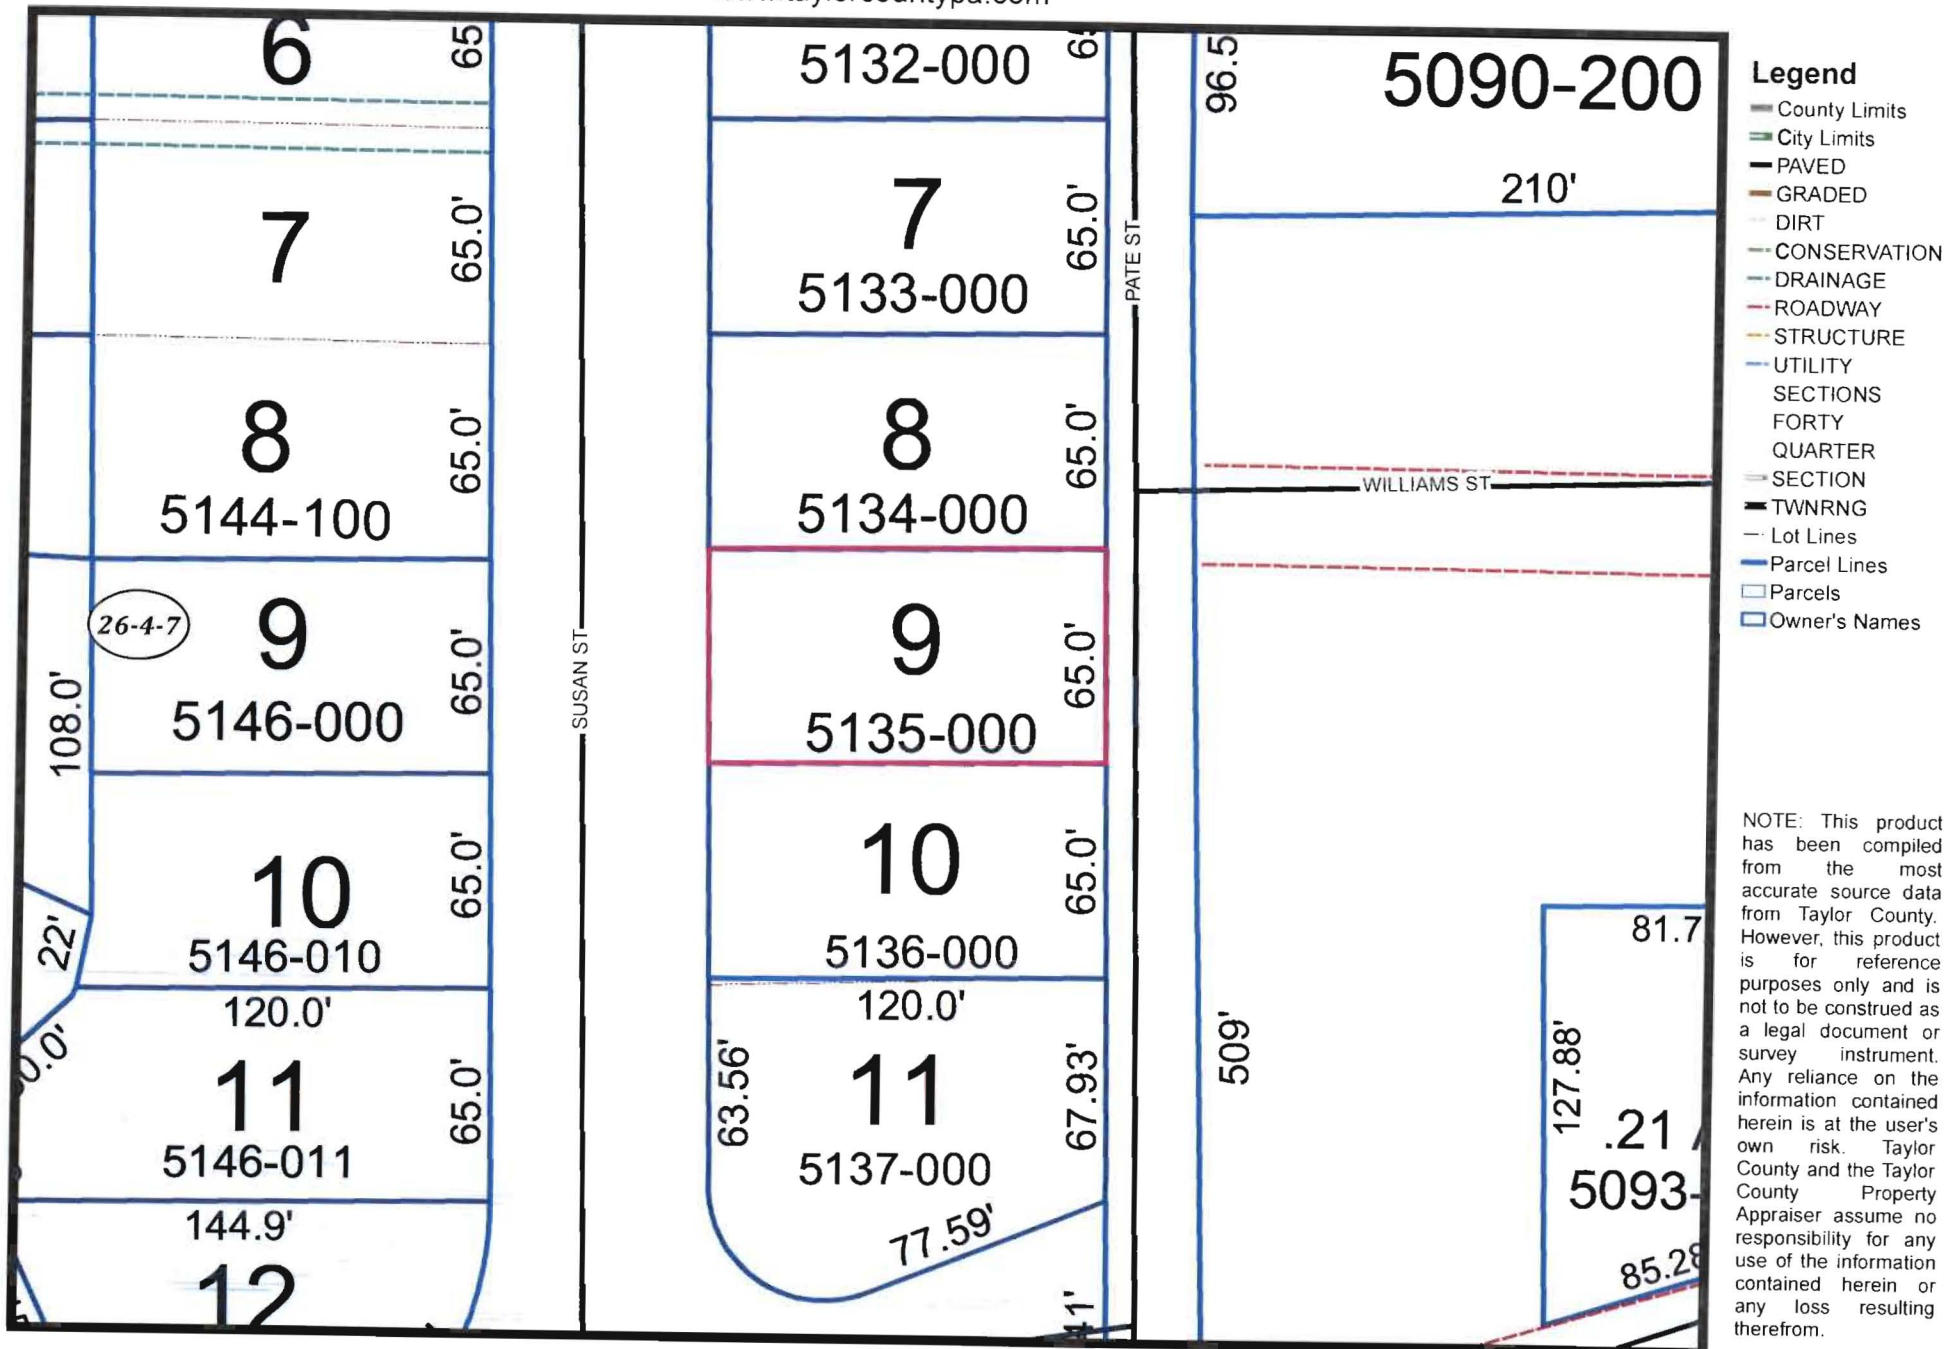 6
65
7
65.0'
8
65.0'
5144-100
26-4-7
9
65.0'
5146-000
108.0'
10
65.0'
5146-010
22'
120.0'
11
65.0'
5146-011
144.9'
12
SUSAN ST
5132-000
7
65.0'
5133-000
8
65.0'
5134-000
9
65.0'
5135-000
10
65.0'
5136-000
120.0'
63.56'
11
67.93'
5137-000
77.59'
PATE ST
96.5
5090-200
210'
WILLIAMS ST
509'
81.7
127.88'
.21
5093-
85.28
Legend
County Limits
City Limits
PAVED
GRADED
DIRT
CONSERVATION
DRAINAGE
ROADWAY
STRUCTURE
UTILITY
SECTIONS
FORTY
QUARTER
SECTION
TWNRNG
Lot Lines
Parcel Lines
Parcels
Owner's Names
NOTE: This product
has been compiled
from the most
accurate source data
from Taylor County.
However, this product
is for reference
purposes only and is
not to be construed as
a legal document or
survey instrument.
Any reliance on the
information contained
herein is at the user's
own risk. Taylor
County and the Taylor
County Property
Appraiser assume no
responsibility for any
use of the information
contained herein or
any loss resulting
therefrom.